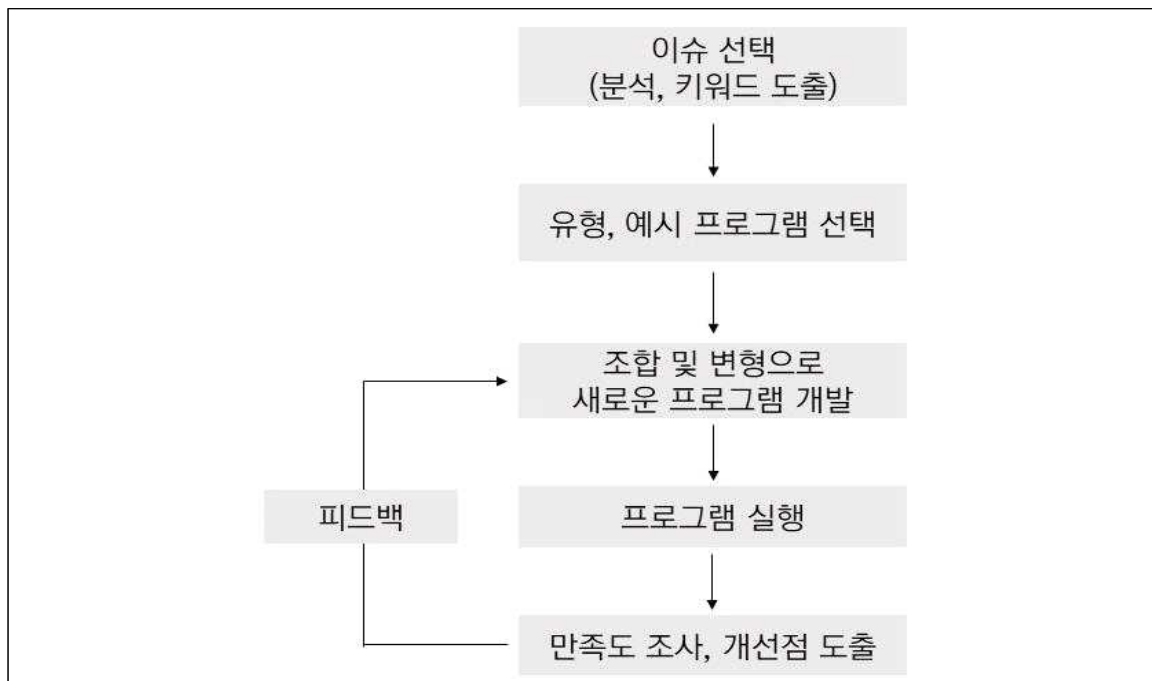 이슈 선택
(분석, 키워드 도출)
유형, 예시 프로그램 선택
조합 및 변형으로
새로운 프로그램 개발
피드백
프로그램 실행
만족도 조사, 개선점 도출